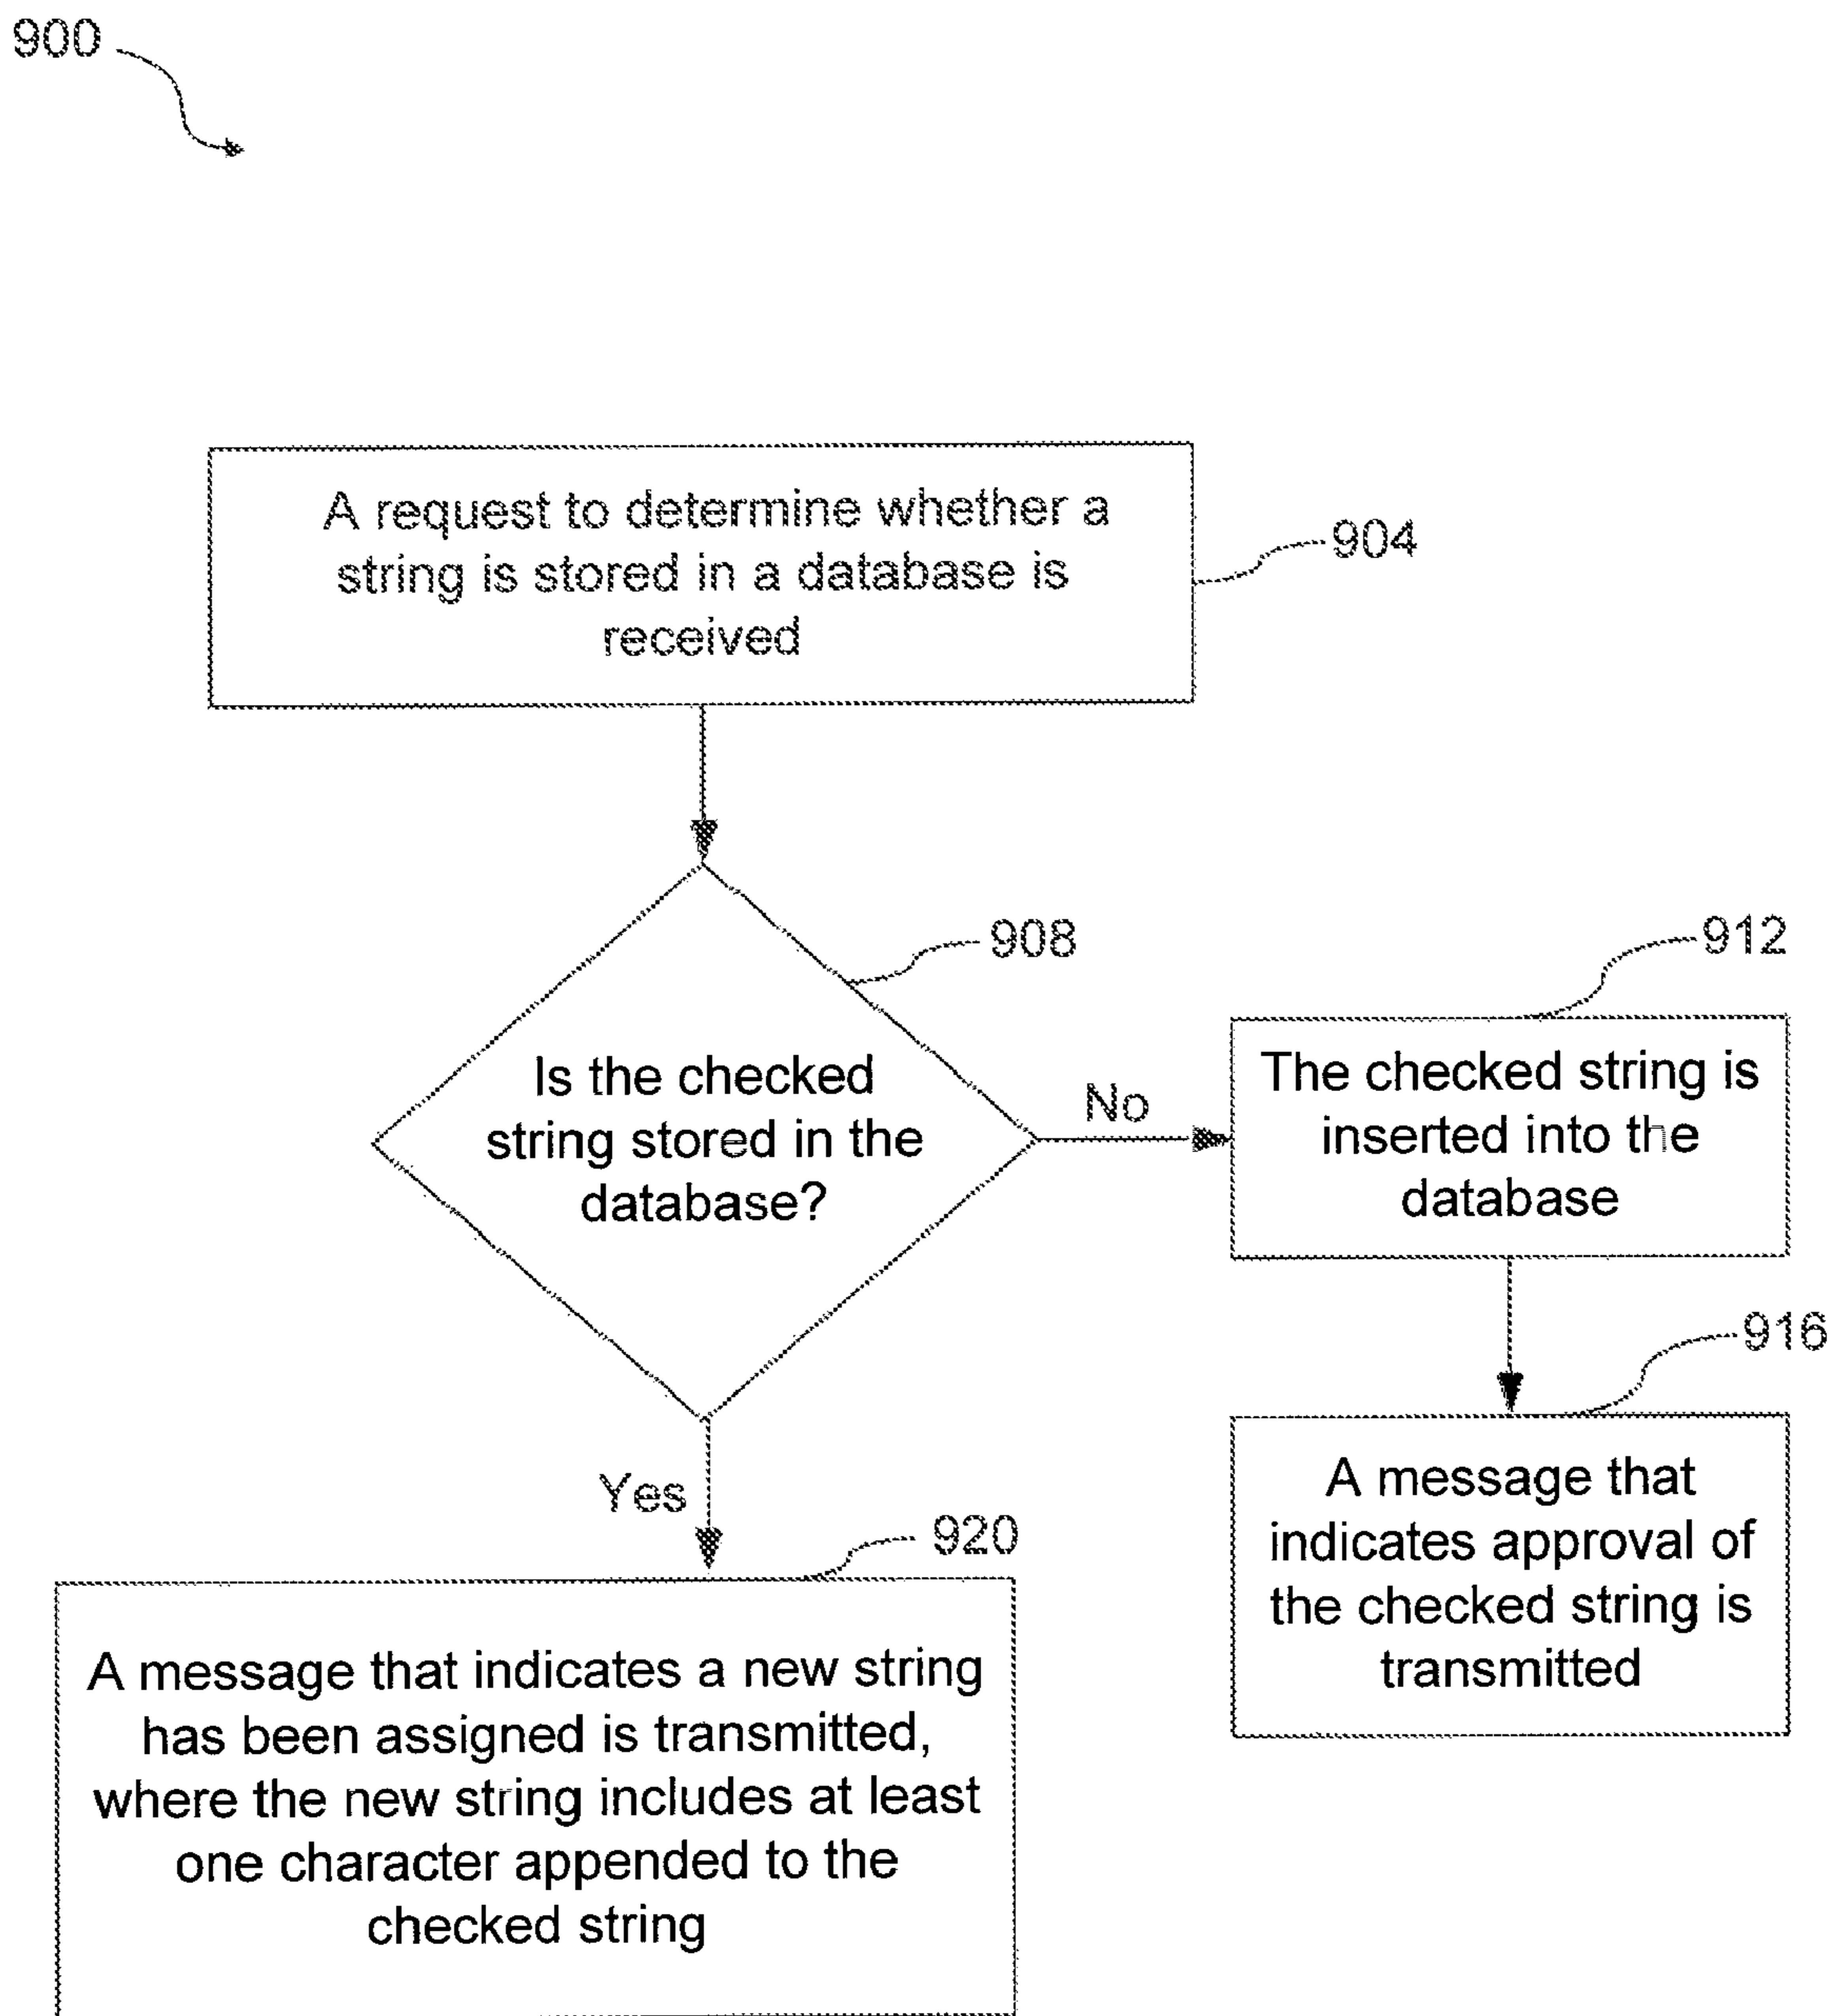 900
A request to determine whether a
string is stored in a database is
received
904
908
Is the checked
string stored in the
database?
No
912
The checked string is
inserted into the
database
916
A message that
indicates approval of
the checked string is
transmitted
Yes
920
A message that indicates a new string
has been assigned is transmitted,
where the new string includes at least
one character appended to the
checked string